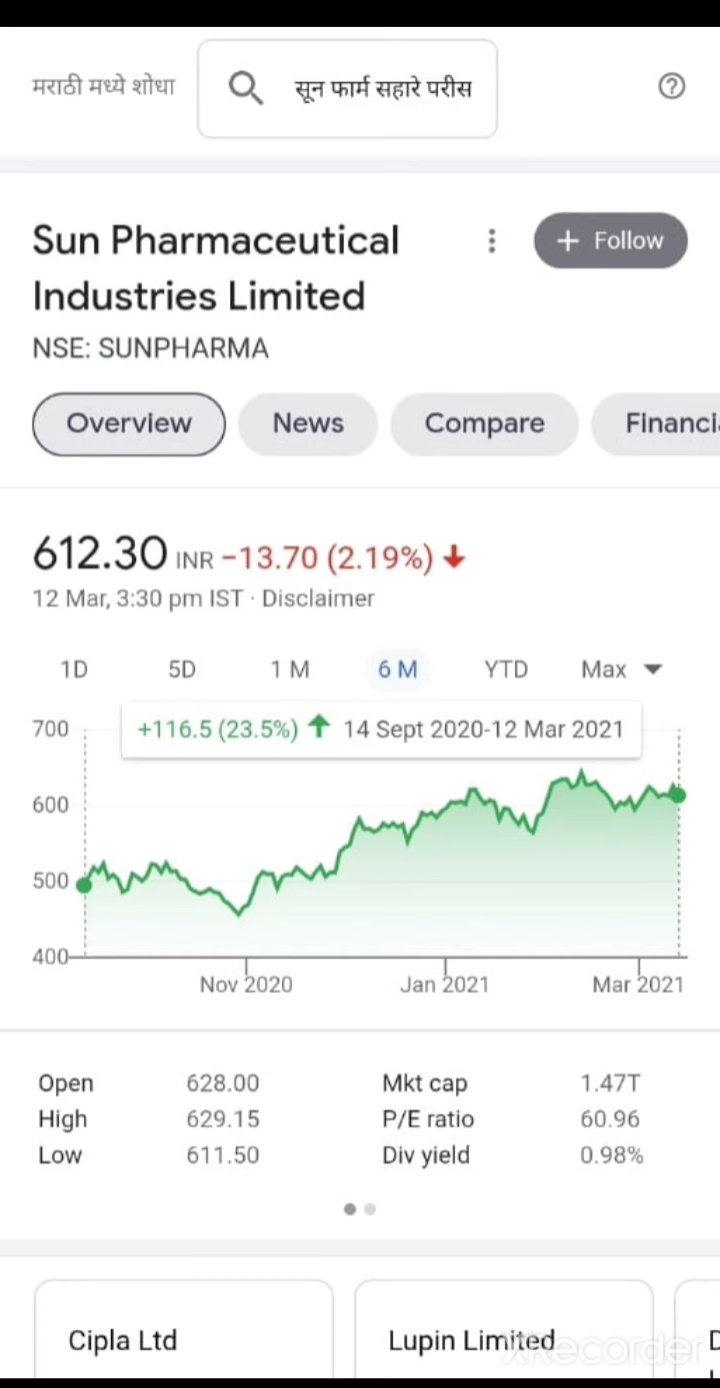 मराठी मध्ये शोधा
सून फार्म सहारे परीस
Sun Pharmaceutical
Industries Limited
+ Follow
NSE: SUNPHARMA
Overview News Compare Financi
612.30 INR −13.70 (2.19%) ↓
12 Mar, 3:30 pm IST · Disclaimer
1D 5D 1 M 6 M YTD Max
+116.5 (23.5%) ↑ 14 Sept 2020-12 Mar 2021
700
600
500
400
Nov 2020 Jan 2021 Mar 2021
Open 628.00 Mkt cap 1.47T
High 629.15 P/E ratio 60.96
Low 611.50 Div yield 0.98%
Cipla Ltd Lupin Limited D
XRecorder